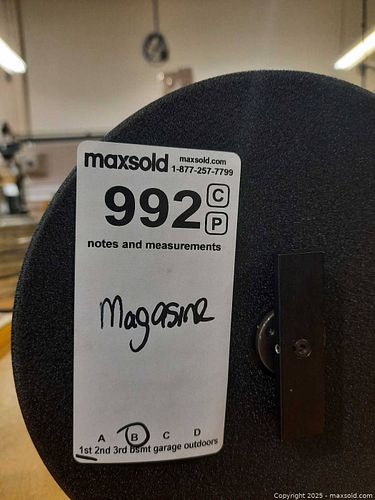 maxsold maxsold.com
1-877-257-7799
992 C
P
notes and measurements
Magasine
A B C D
1st 2nd 3rd bsmt garage outdoors
Copyright 2025 - maxsold.com